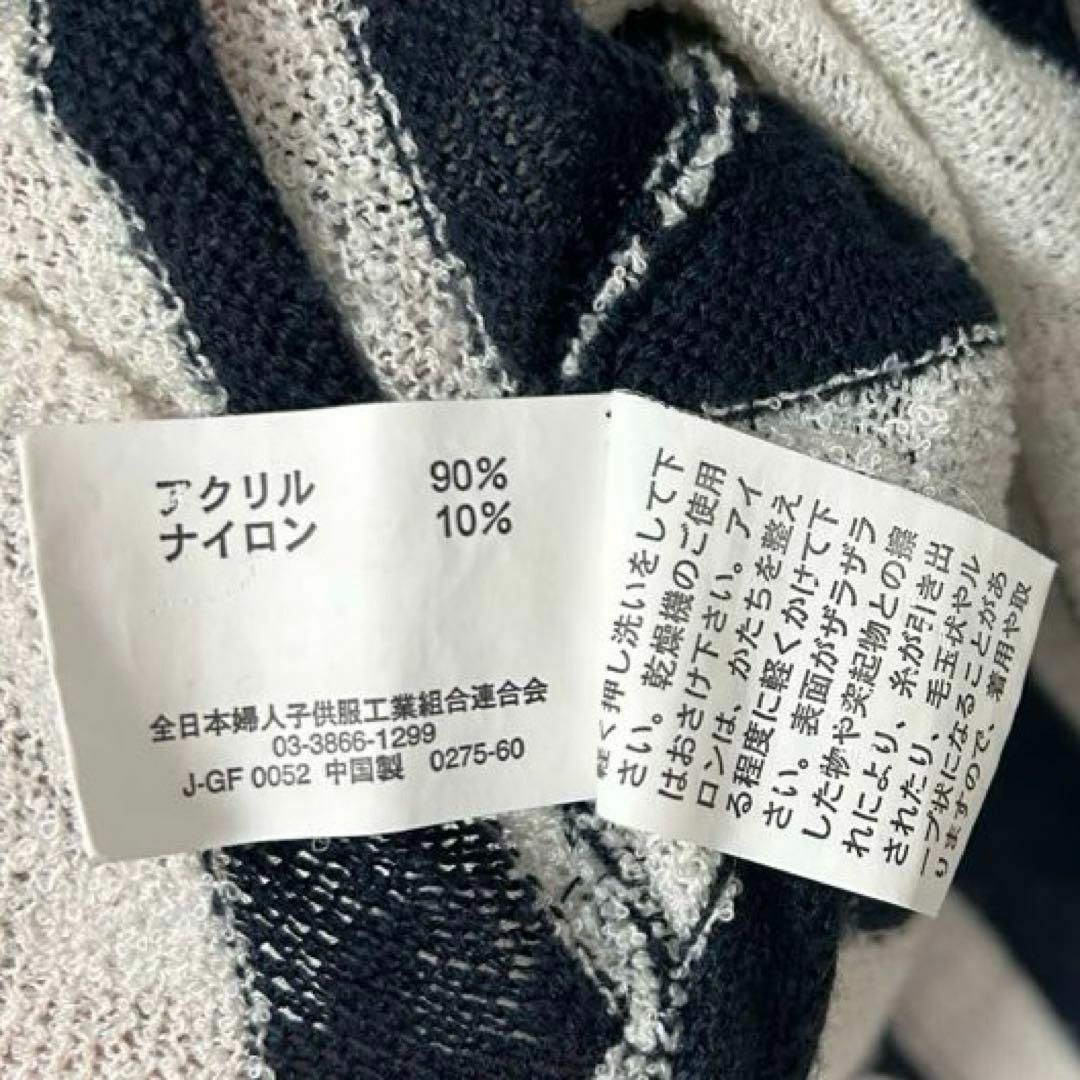 アクリル 90%
ナイロン 10%
全日本婦人子供服工業組合連合会
03-3866-1299
J-GF 0052 中国製 0275-60
軽く押し洗いをして下
さい。乾燥機のご使用
はおさけ下さい。アイ
ロンは、かたちを整え
る程度に軽くかけて下
さい。表面がザラザラ
した物や突起物との擦
れにより、糸が引き出
されたり、毛玉状やル
ープ状になることがあ
りますので、着用や取